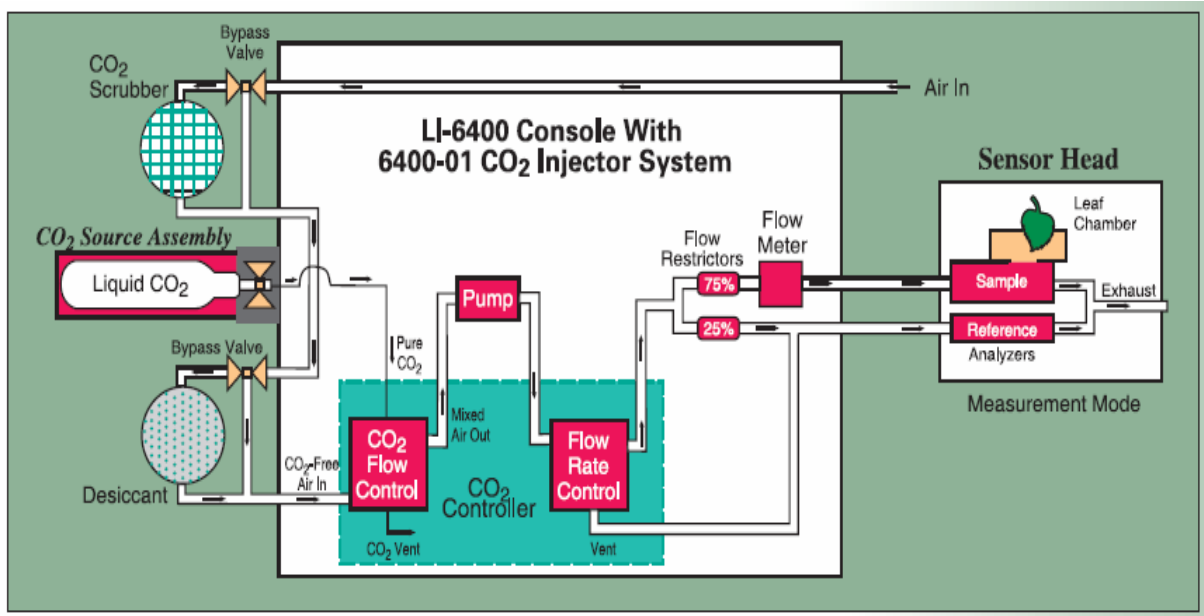 Bypass
Valve
CO₂
Scrubber
Air In
LI-6400 Console With
6400-01 CO₂ Injector System
Sensor Head
Leaf
Chamber
CO₂ Source Assembly
Liquid CO₂
Flow
Restrictors
Flow
Meter
75%
25%
Sample
Reference
Analyzers
Exhaust
Measurement Mode
Pump
Bypass Valve
Pure
CO₂
Desiccant
CO₂-Free
Air In
CO₂
Flow
Control
Mixed
Air Out
Flow
Rate
Control
CO₂
Controller
CO₂ Vent
Vent